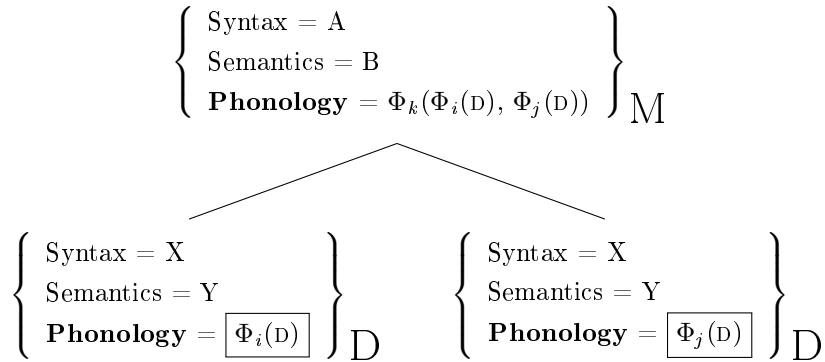 Syntax = A
Semantics = B
Phonology = Φk(Φi(D), Φj(D))
M
Syntax = X
Semantics = Y
Phonology = Φi(D)
D
Syntax = X
Semantics = Y
Phonology = Φj(D)
D